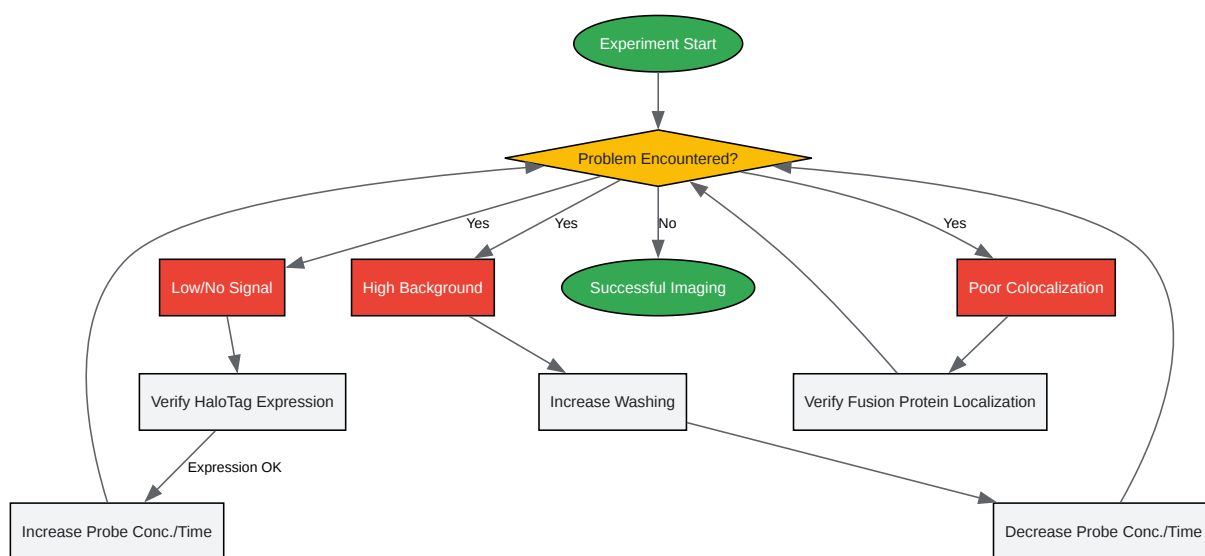 Experiment Start
Problem Encountered?
Yes
Yes
No
Yes
Low/No Signal
High Background
Successful Imaging
Poor Colocalization
Verify HaloTag Expression
Increase Washing
Verify Fusion Protein Localization
Expression OK
Increase Probe Conc./Time
Decrease Probe Conc./Time